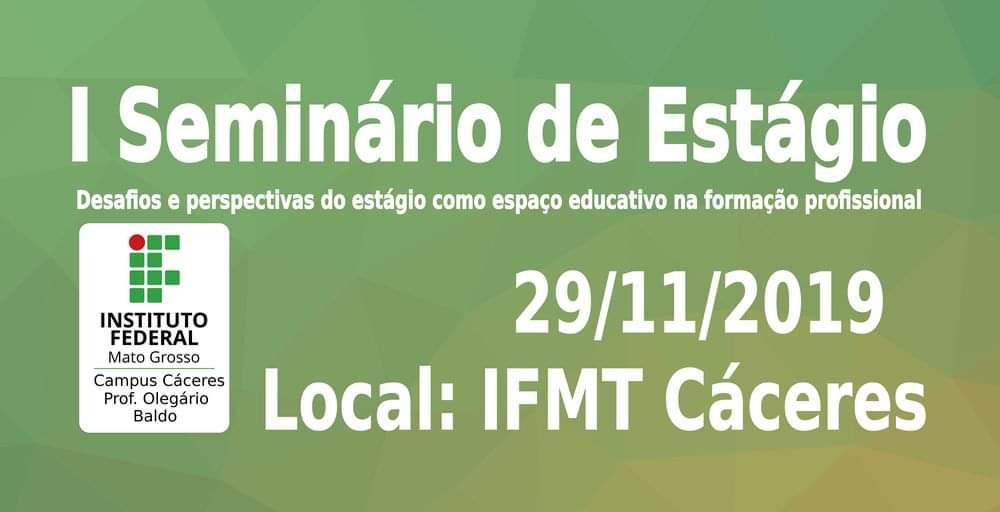 I Seminário de Estágio
Desafios e perspectivas do estágio como espaço educativo na formação profissional
29/11/2019
Local: IFMT Cáceres
INSTITUTO
FEDERAL
Mato Grosso
Campus Cáceres
Prof. Olegário
Baldo